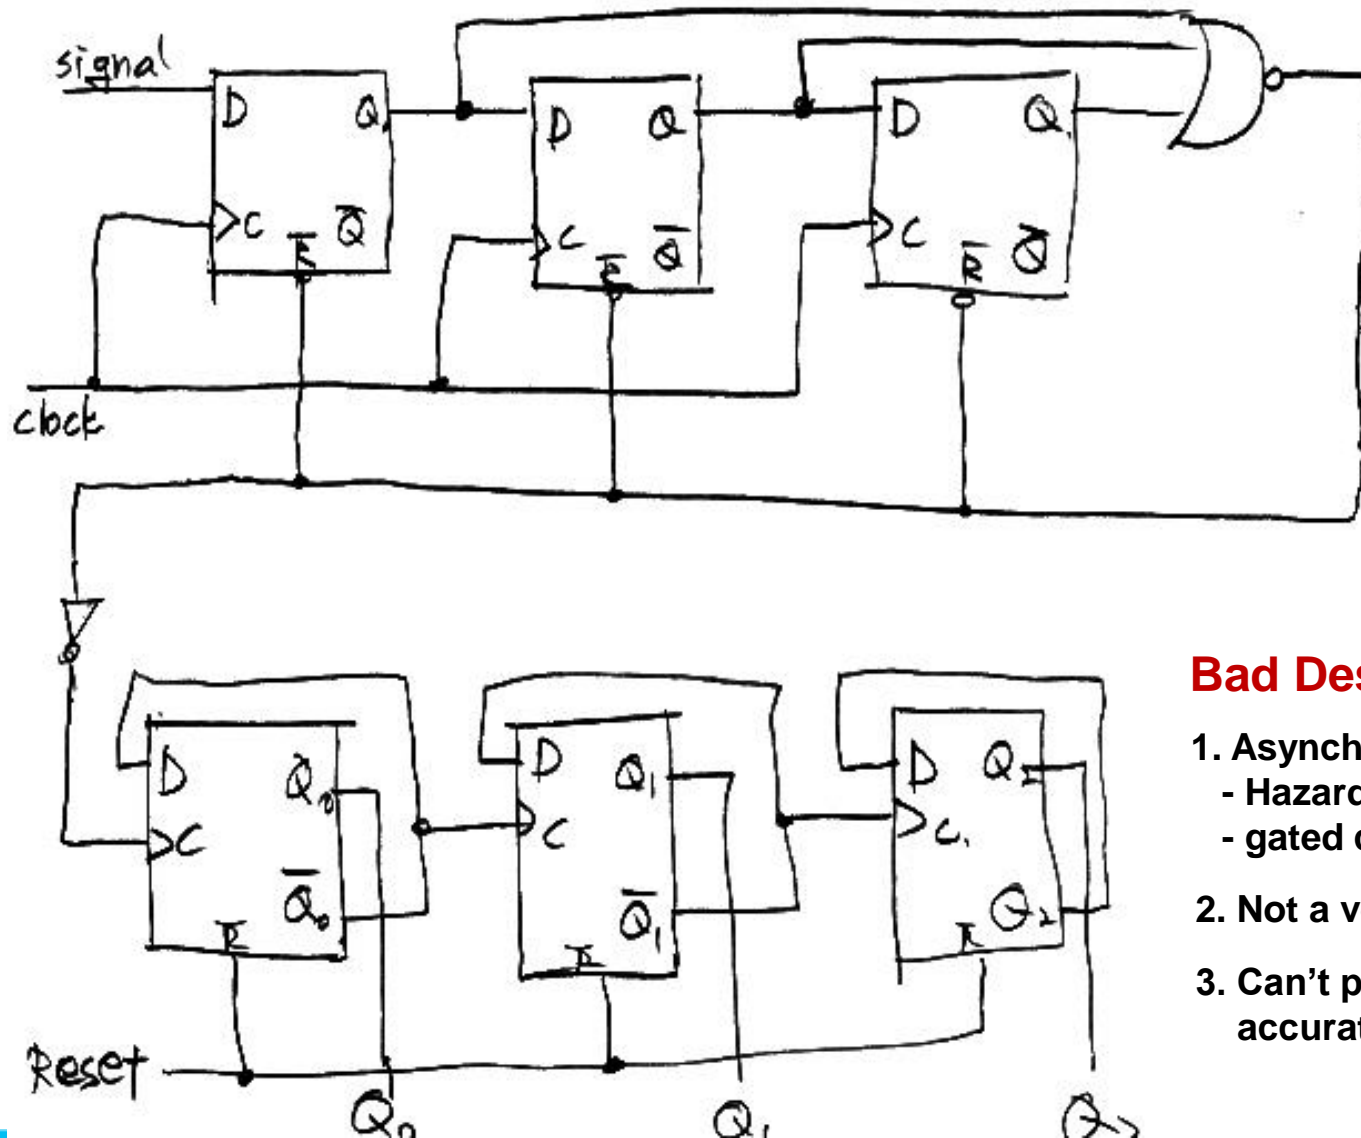 signal
D Q D Q D Q
C R̅ Q̅ C R̅ Q̅ C R̅ Q̅
clock
Bad Des
1. Asynch
- Hazard
- gated c
2. Not a v
3. Can't p
accurat
D Q₀ D Q₁ D Q₂
C C C
Q̅₀ Q̅₁ Q₂
R R R
Reset
Q₀ Q₁ Q₂